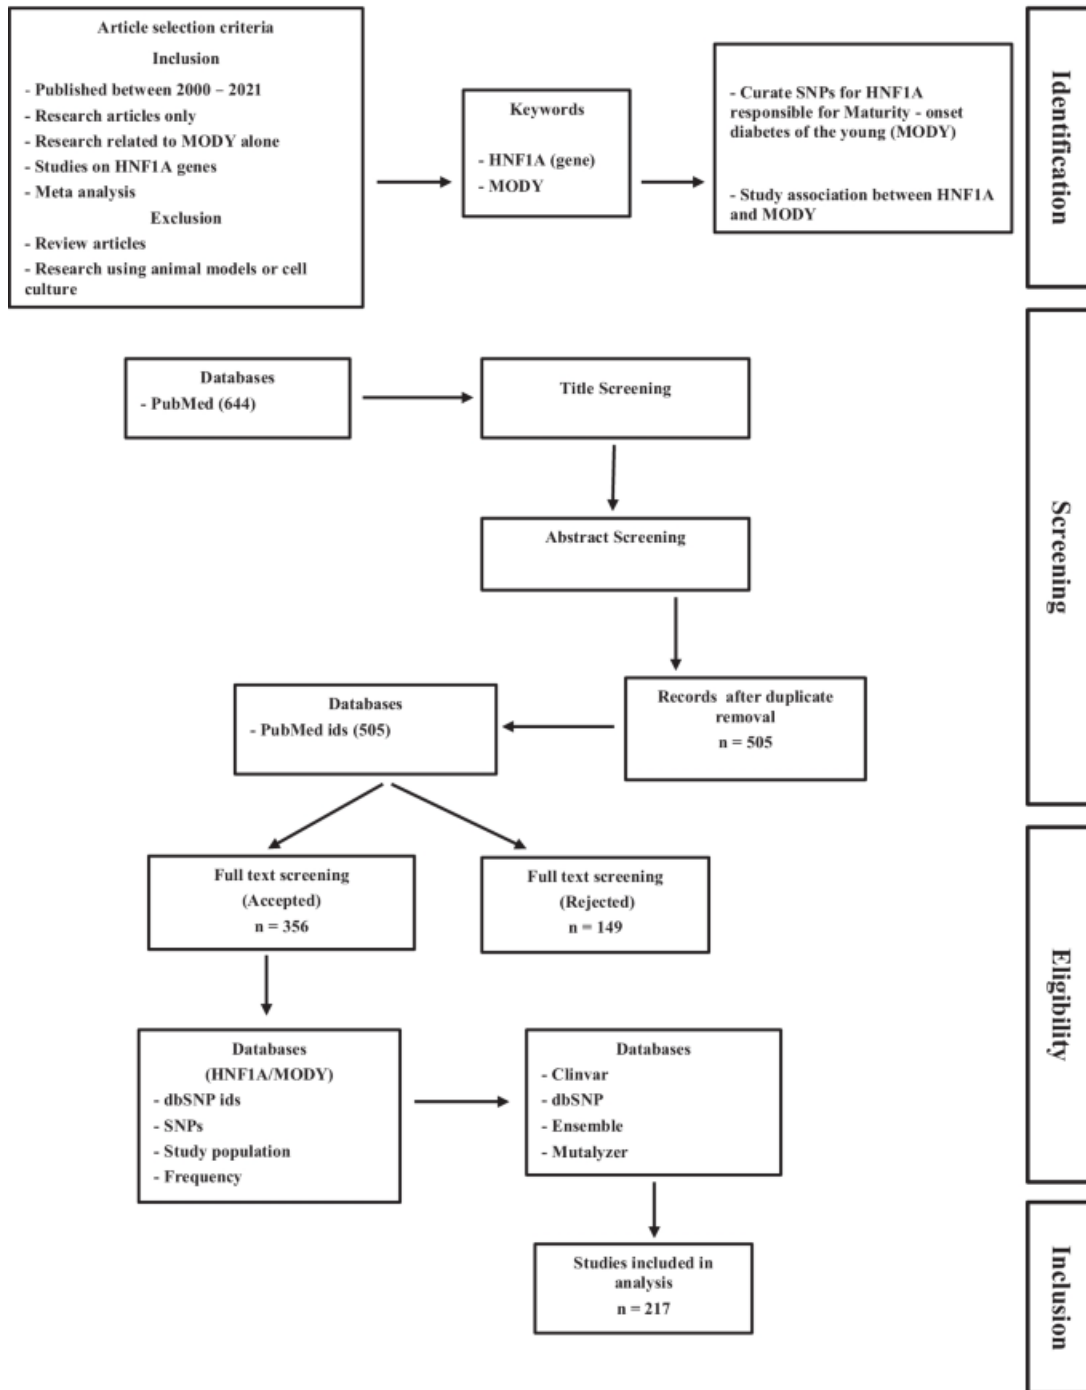 Article selection criteria
Inclusion
- Published between 2000 – 2021
- Research articles only
- Research related to MODY alone
- Studies on HNF1A genes
- Meta analysis
Exclusion
- Review articles
- Research using animal models or cell
culture
Keywords
- HNF1A (gene)
- MODY
- Curate SNPs for HNF1A
responsible for Maturity - onset
diabetes of the young (MODY)
- Study association between HNF1A
and MODY
Identification
Databases
- PubMed (644)
Title Screening
Abstract Screening
Records after duplicate
removal
n = 505
Databases
- PubMed ids (505)
Screening
Full text screening
(Accepted)
n = 356
Full text screening
(Rejected)
n = 149
Databases
(HNF1A/MODY)
- dbSNP ids
- SNPs
- Study population
- Frequency
Databases
- Clinvar
- dbSNP
- Ensemble
- Mutalyzer
Eligibility
Studies included in
analysis
n = 217
Inclusion